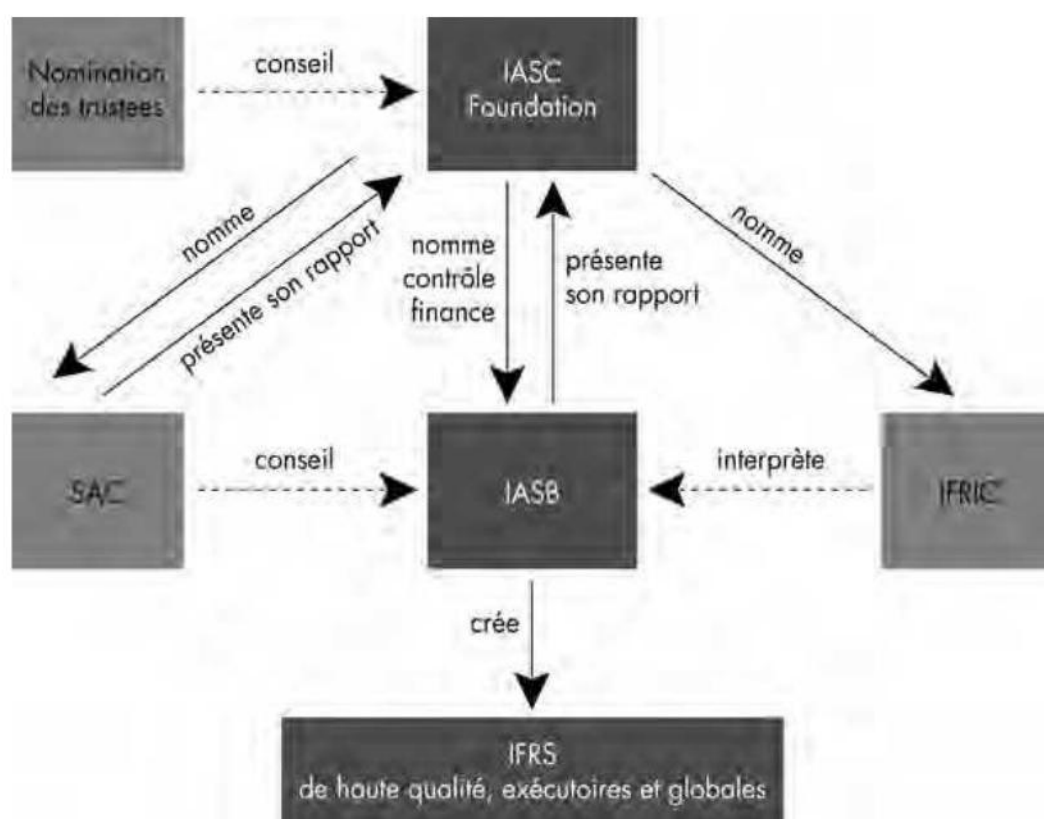 Nomination
des trustees
conseil
IASC
Foundation
nomme
présente son rapport
nomme
contrôle
finance
présente
son rapport
nomme
SAC
conseil
IASB
interprète
IFRIC
crée
IFRS
de haute qualité, exécutoires et globales